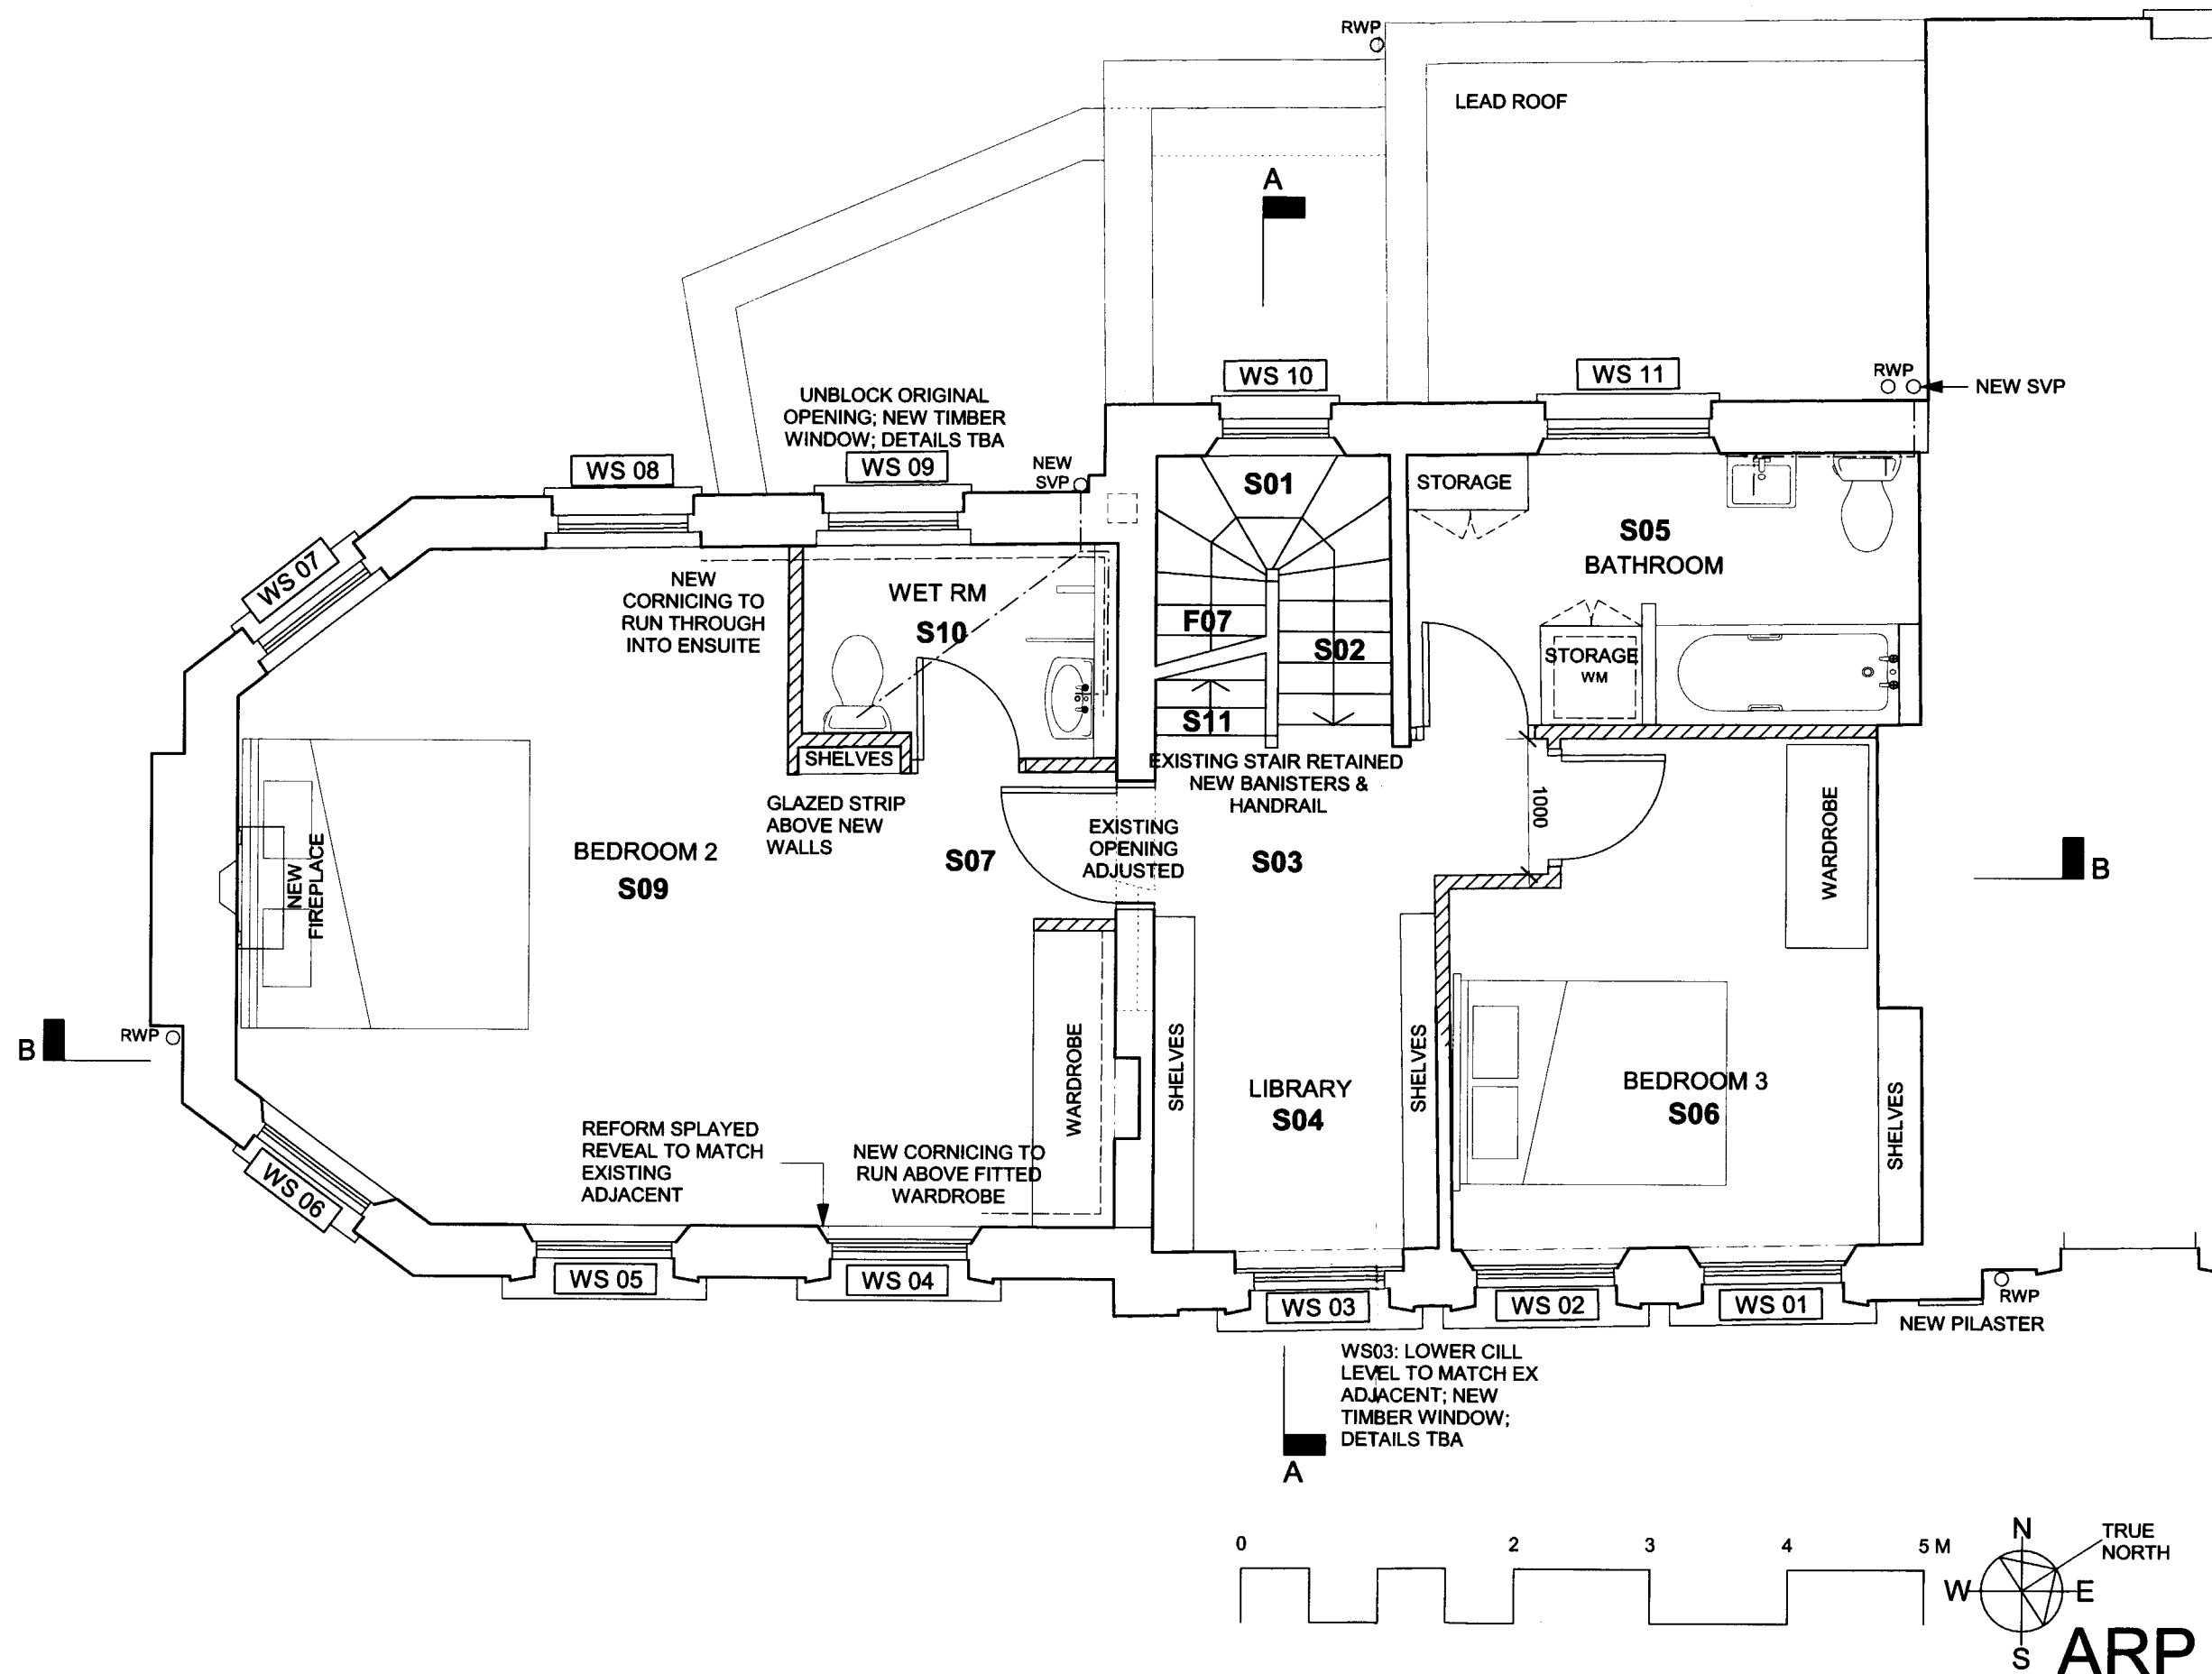 RWP
LEAD ROOF
A
WS 10
WS 11
RWP
NEW SVP
UNBLOCK ORIGINAL
OPENING; NEW TIMBER
WINDOW; DETAILS TBA
WS 08
WS 09
NEW
SVP
S01
STORAGE
S05
BATHROOM
WS 07
NEW
CORNICING TO
RUN THROUGH
INTO ENSUITE
WET RM
S10
F07
S02
STORAGE
WM
S11
SHELVES
EXISTING STAIR RETAINED
NEW BANISTERS &
HANDRAIL
1000
WARDROBE
GLAZED STRIP
ABOVE NEW
WALLS
EXISTING
OPENING
ADJUSTED
BEDROOM 2
S09
S07
S03
NEW
FIREPLACE
B
B
RWP
WARDROBE
SHELVES
SHELVES
LIBRARY
S04
BEDROOM 3
S06
SHELVES
REFORM SPLAYED
REVEAL TO MATCH
EXISTING
ADJACENT
NEW CORNICING TO
RUN ABOVE FITTED
WARDROBE
WS 06
WS 05
WS 04
WS 03
WS 02
WS 01
RWP
NEW PILASTER
WS03: LOWER CILL
LEVEL TO MATCH EX
ADJACENT; NEW
TIMBER WINDOW;
DETAILS TBA
A
0
2
3
4
5 M
N
TRUE
NORTH
W
E
S
ARP